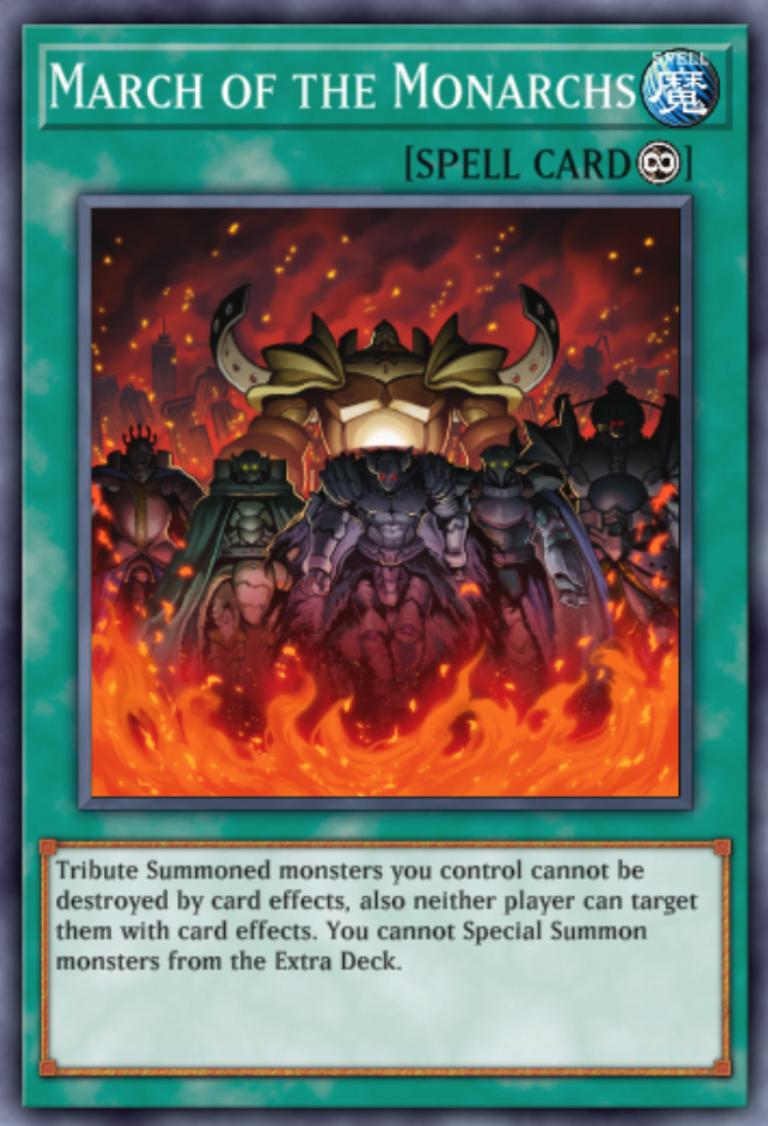 MARCH OF THE MONARCHS
SPELL
魔
[SPELL CARD]
Tribute Summoned monsters you control cannot be
destroyed by card effects, also neither player can target
them with card effects. You cannot Special Summon
monsters from the Extra Deck.